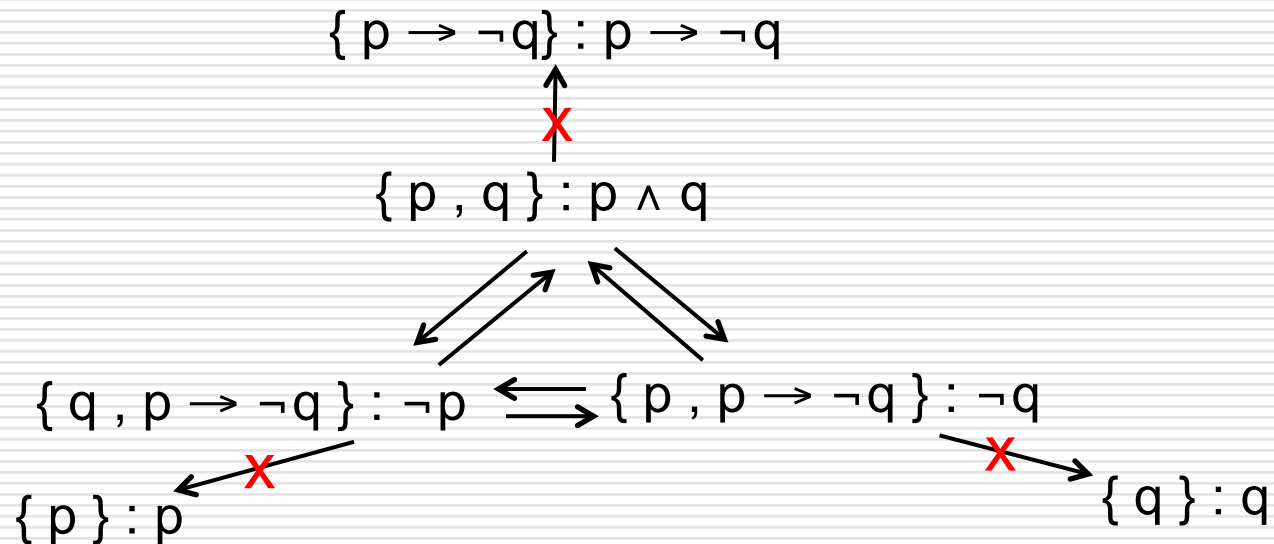 { p → ¬q} : p → ¬q
X
{ p , q } : p ∧ q
{ q , p → ¬q } : ¬p
{ p , p → ¬q } : ¬q
X
X
{ p } : p
{ q } : q